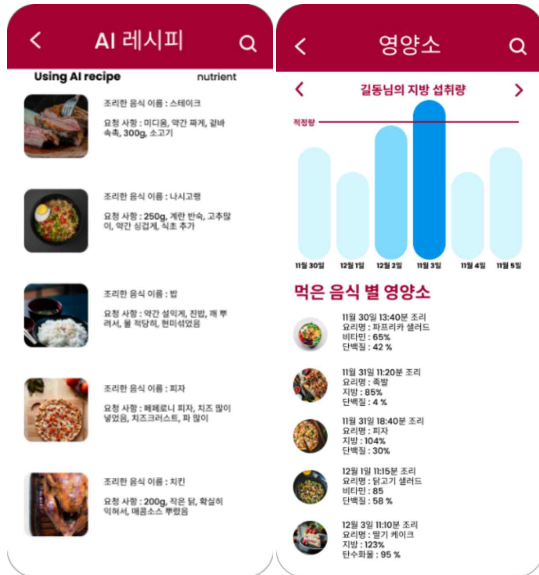 AI 레시피
Using AI recipe
nutrient
조리한 음식 이름 : 스테이크
요청 사항 : 미디움, 약간 짜게, 겉바
속촉, 300g, 소고기
조리한 음식 이름 : 나시고랭
요청 사항 : 250g, 계란 반숙, 고추많
이, 약간 싱겁게, 식초 추가
조리한 음식 이름 : 밥
요청 사항 : 약간 설익게, 진밥, 깨 뿌
려서, 물 적당히, 현미섞었음
조리한 음식 이름 : 피자
요청 사항 : 페페로니 피자, 치즈 많이
넣었음, 치즈크러스트, 파 많이
조리한 음식 이름 : 치킨
요청 사항 : 200g, 작은 닭, 확실히
익혀서, 매콤소스 뿌렸음
영양소
길동님의 지방 섭취량
적정량
11월 30일
12월 1일
12월 2일
11월 3일
11월 4일
11월 5일
먹은 음식 별 영양소
11월 30일 13:40분 조리
요리명 : 파프리카 샐러드
비타민 : 65%
단백질 : 42 %
11월 31일 11:20분 조리
요리명 : 족발
지방 : 85%
단백질 : 4 %
11월 31일 18:40분 조리
요리명 : 피자
지방 : 104%
단백질 : 30%
12월 1일 11:15분 조리
요리명 : 닭고기 샐러드
비타민 : 85
단백질 : 58 %
12월 3일 11:10분 조리
요리명 : 딸기 케이크
지방 : 123%
탄수화물 : 95 %